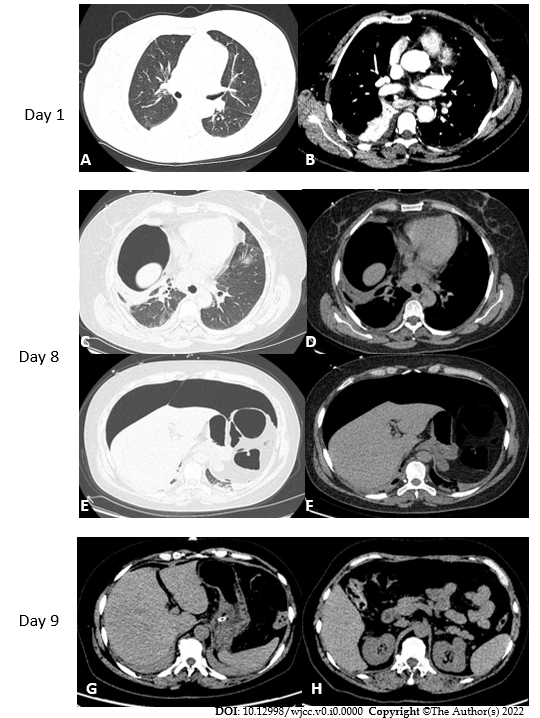 Day 1
A
B
Day 8
C
D
E
F
Day 9
G
H
DOI: 10.12998/wjcc.v0.i0.0000 Copyright ©The Author(s) 2022